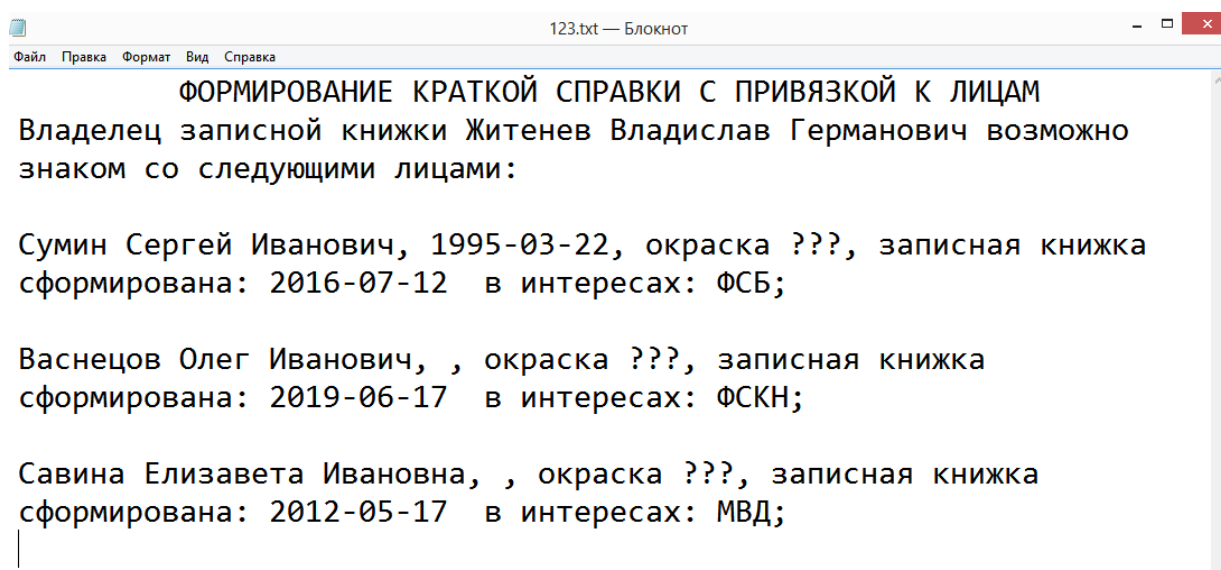 123.txt — Блокнот
Файл Правка Формат Вид Справка
ФОРМИРОВАНИЕ КРАТКОЙ СПРАВКИ С ПРИВЯЗКОЙ К ЛИЦАМ
Владелец записной книжки Житенев Владислав Германович возможно
знаком со следующими лицами:
Сумин Сергей Иванович, 1995-03-22, окраска ???, записная книжка
сформирована: 2016-07-12  в интересах: ФСБ;
Васнецов Олег Иванович, , окраска ???, записная книжка
сформирована: 2019-06-17  в интересах: ФСКН;
Савина Елизавета Ивановна, , окраска ???, записная книжка
сформирована: 2012-05-17  в интересах: МВД;